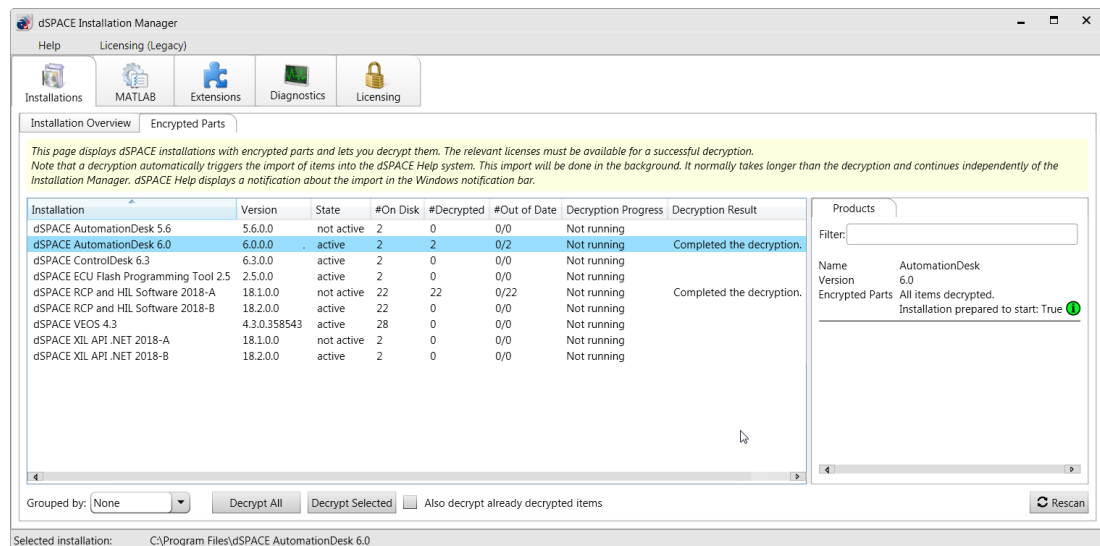 dSPACE Installation Manager
Help Licensing (Legacy)
Installations MATLAB Extensions Diagnostics Licensing
Installation Overview Encrypted Parts
This page displays dSPACE installations with encrypted parts and lets you decrypt them. The relevant licenses must be available for a successful decryption.
Note that a decryption automatically triggers the import of items into the dSPACE Help system. This import will be done in the background. It normally takes longer than the decryption and continues independently of the
Installation Manager. dSPACE Help displays a notification about the import in the Windows notification bar.
Installation Version State #On Disk #Decrypted #Out of Date Decryption Progress Decryption Result
dSPACE AutomationDesk 5.6 5.6.0.0 not active 2 0 0/0 Not running
dSPACE AutomationDesk 6.0 6.0.0.0 . active 2 2 0/2 Not running Completed the decryption.
dSPACE ControlDesk 6.3 6.3.0.0 active 2 0 0/0 Not running
dSPACE ECU Flash Programming Tool 2.5 2.5.0.0 active 2 0 0/0 Not running
dSPACE RCP and HIL Software 2018-A 18.1.0.0 not active 22 22 0/22 Not running Completed the decryption.
dSPACE RCP and HIL Software 2018-B 18.2.0.0 active 22 0 0/0 Not running
dSPACE VEOS 4.3 4.3.0.358543 active 28 0 0/0 Not running
dSPACE XIL API .NET 2018-A 18.1.0.0 not active 2 0 0/0 Not running
dSPACE XIL API .NET 2018-B 18.2.0.0 active 2 0 0/0 Not running
Products
Filter:
Name AutomationDesk
Version 6.0
Encrypted Parts All items decrypted.
Installation prepared to start: True
Grouped by: None Decrypt All Decrypt Selected Also decrypt already decrypted items Rescan
Selected installation: C:\Program Files\dSPACE AutomationDesk 6.0